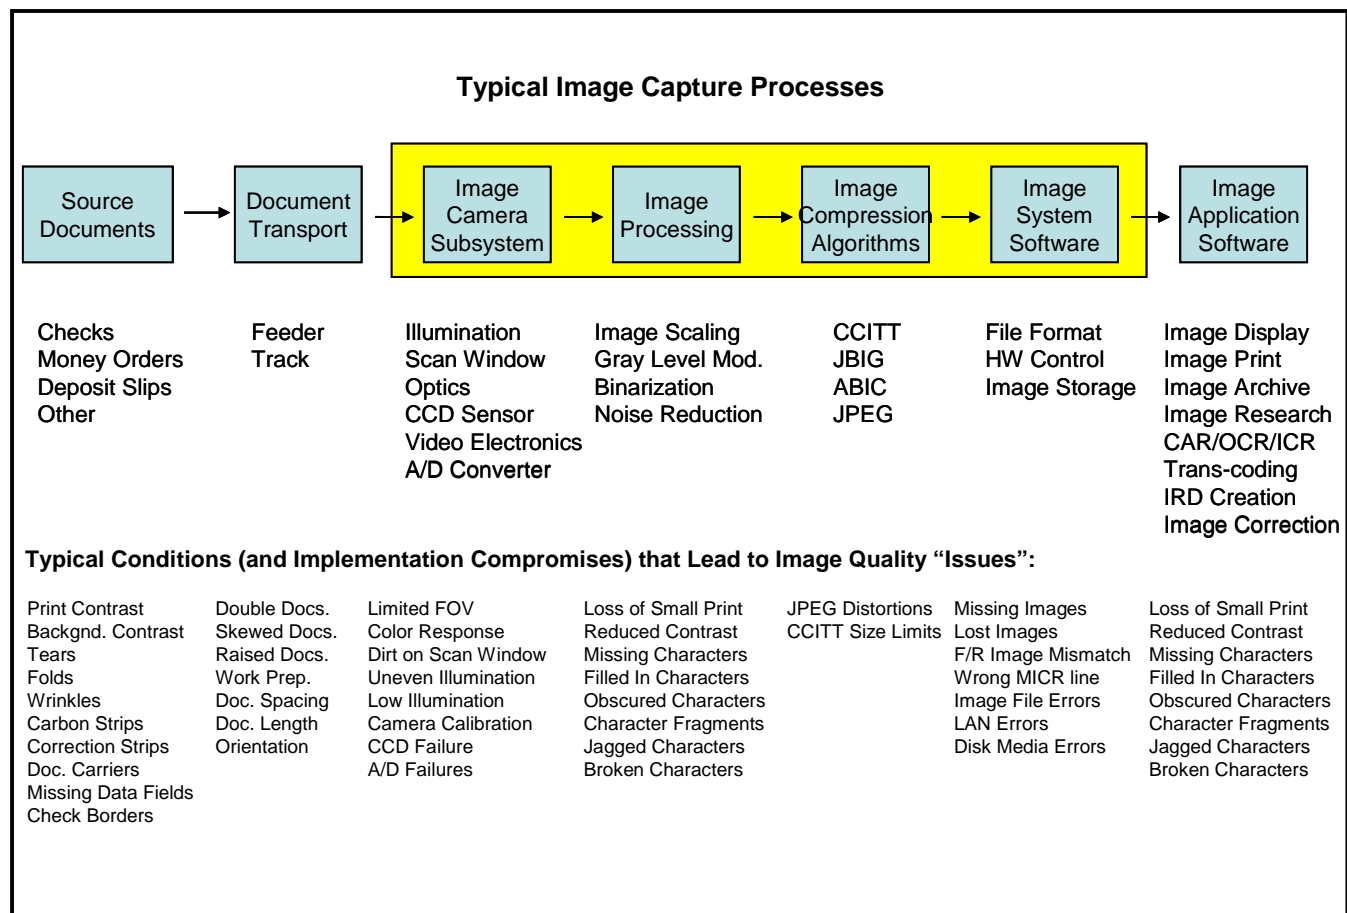 Typical Image Capture Processes
Source
Documents
Document
Transport
Image
Camera
Subsystem
Image
Processing
Image
Compression
Algorithms
Image
System
Software
Image
Application
Software
Checks
Money Orders
Deposit Slips
Other
Feeder
Track
Illumination
Scan Window
Optics
CCD Sensor
Video Electronics
A/D Converter
Image Scaling
Gray Level Mod.
Binarization
Noise Reduction
CCITT
JBIG
ABIC
JPEG
File Format
HW Control
Image Storage
Image Display
Image Print
Image Archive
Image Research
CAR/OCR/ICR
Trans-coding
IRD Creation
Image Correction
Typical Conditions (and Implementation Compromises) that Lead to Image Quality “Issues”:
Print Contrast
Backgnd. Contrast
Tears
Folds
Wrinkles
Carbon Strips
Correction Strips
Doc. Carriers
Missing Data Fields
Check Borders
Double Docs.
Skewed Docs.
Raised Docs.
Work Prep.
Doc. Spacing
Doc. Length
Orientation
Limited FOV
Color Response
Dirt on Scan Window
Uneven Illumination
Low Illumination
Camera Calibration
CCD Failure
A/D Failures
Loss of Small Print
Reduced Contrast
Missing Characters
Filled In Characters
Obscured Characters
Character Fragments
Jagged Characters
Broken Characters
JPEG Distortions
CCITT Size Limits
Missing Images
Lost Images
F/R Image Mismatch
Wrong MICR line
Image File Errors
LAN Errors
Disk Media Errors
Loss of Small Print
Reduced Contrast
Missing Characters
Filled In Characters
Obscured Characters
Character Fragments
Jagged Characters
Broken Characters